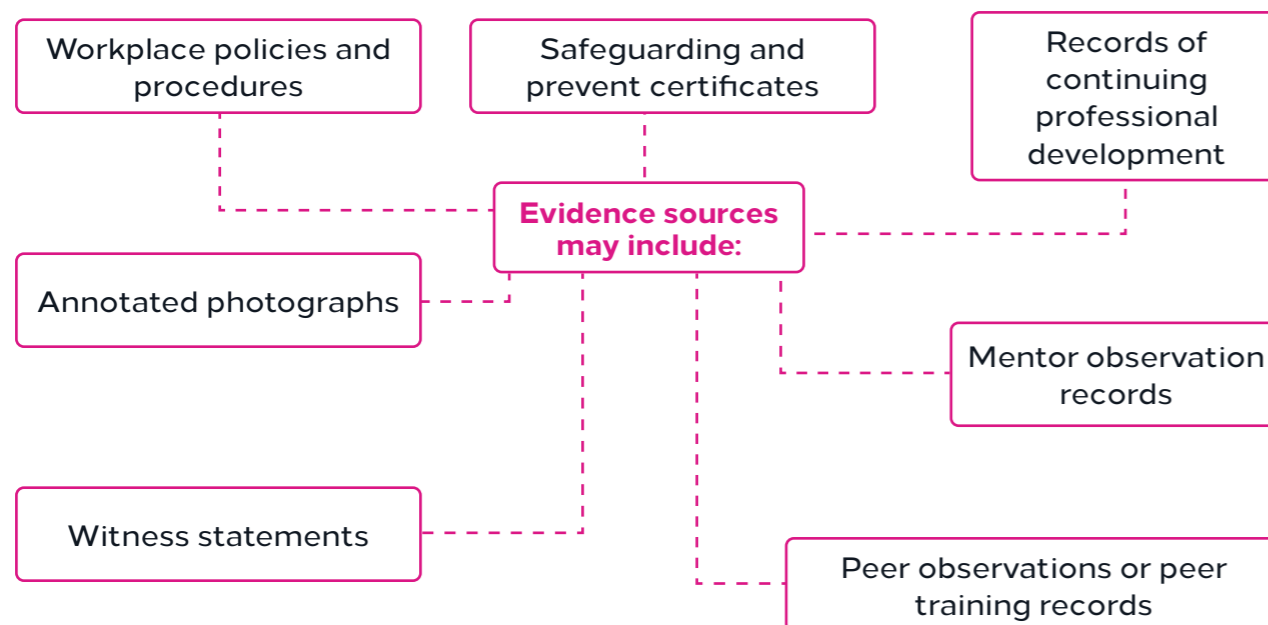 Workplace policies and
procedures
Safeguarding and
prevent certificates
Records of
continuing
professional
development
Evidence sources
may include:
Annotated photographs
Mentor observation
records
Witness statements
Peer observations or peer
training records